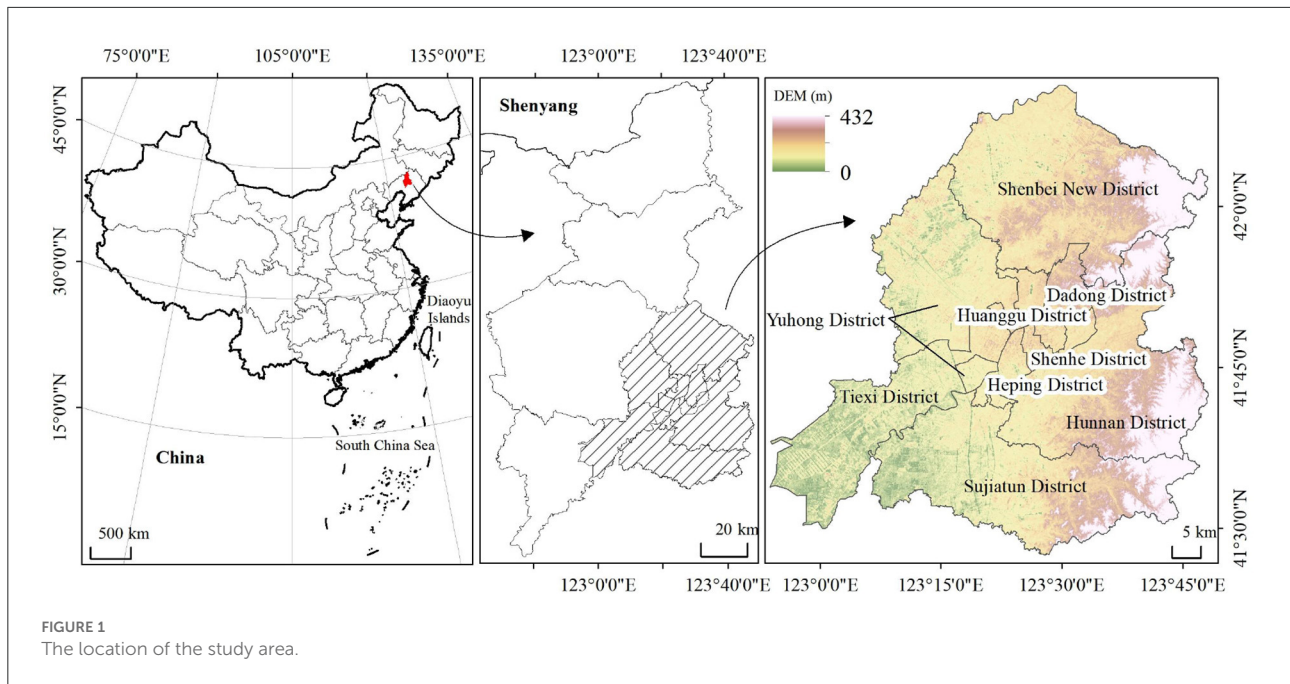 75°0'0"E
105°0'0"E
135°0'0"E
45°0'0"N
30°0'0"N
15°0'0"N
Diaoyu
Islands
South China Sea
China
500 km
123°0'0"E
123°40'0"E
Shenyang
20 km
123°0'0"E
123°40'0"E
DEM (m)
432
0
Shenbei New District
Dadong District
Huanggu District
Yuhong District
Shenhe District
Heping District
Tiexi District
Hunnan District
Sujiatun District
5 km
42°0'0"N
41°45'0"N
41°30'0"N
123°0'0"E
123°15'0"E
123°30'0"E
123°45'0"E
FIGURE 1
The location of the study area.